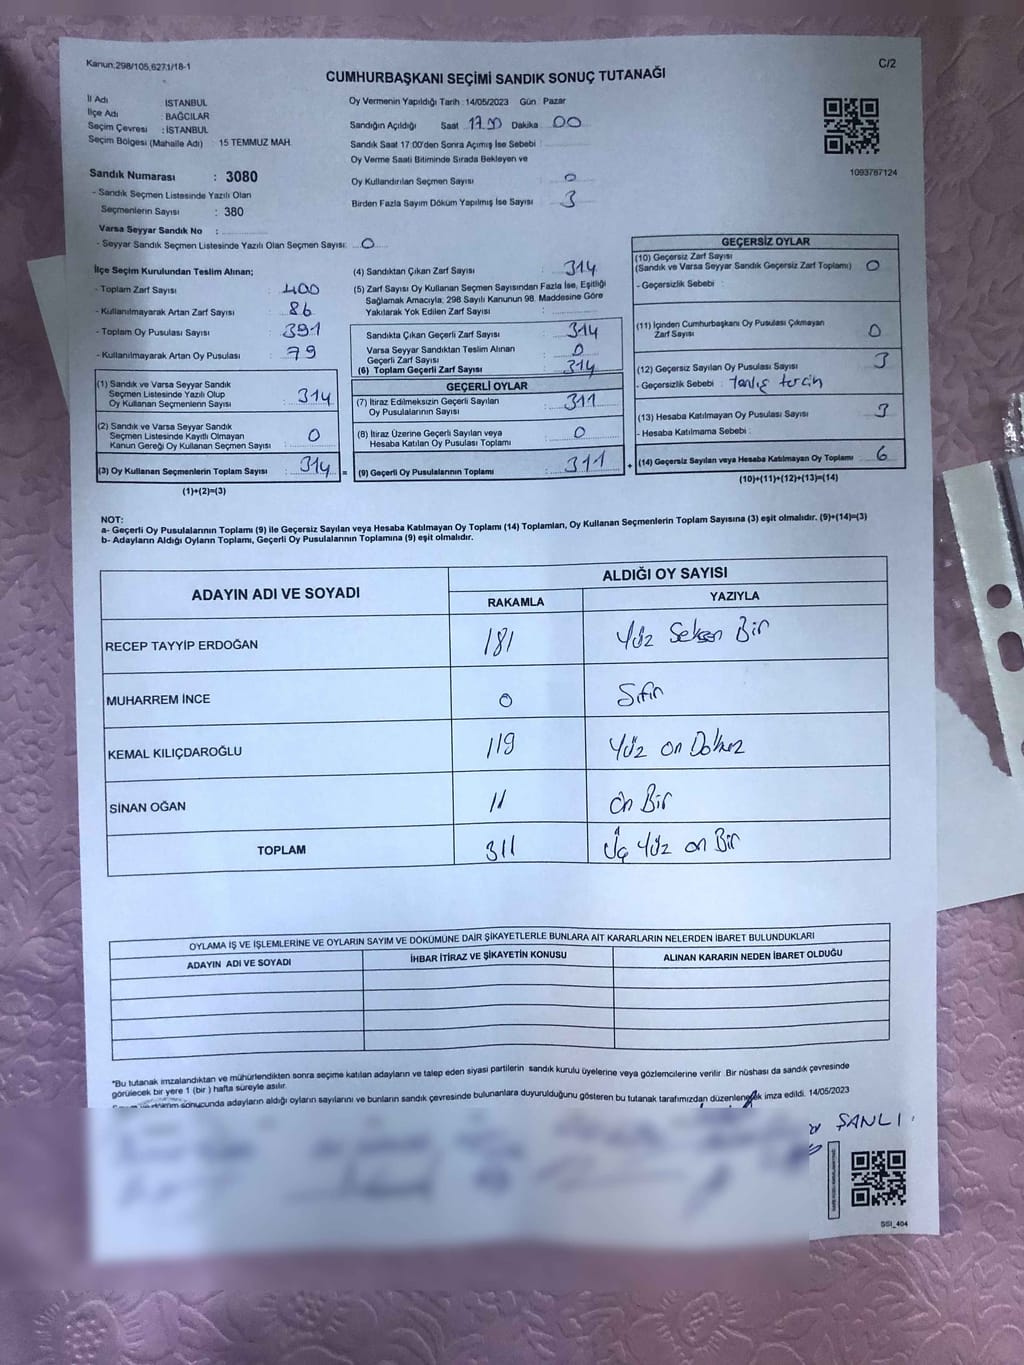 Kanun:298/105,627.1/18-1
C/2
CUMHURBAŞKANI SEÇİMİ SANDIK SONUÇ TUTANAĞI
İl Adı : İSTANBUL
İlçe Adı : BAĞCILAR
Seçim Çevresi : İSTANBUL
Seçim Bölgesi (Mahalle Adı) : 15 TEMMUZ MAH.
Sandık Numarası : 3080
- Sandık Seçmen Listesinde Yazılı Olan
Seçmenlerin Sayısı : 380
Varsa Seyyar Sandık No :
- Seyyar Sandık Seçmen Listesinde Yazılı Olan Seçmen Sayısı: 0
Oy Vermenin Yapıldığı Tarih : 14/05/2023 Gün Pazar
Sandığın Açıldığı Saat 17.00 Dakika 00
Sandık Saat 17:00'den Sonra Açımış İse Sebebi :
Oy Verme Saati Bitiminde Sırada Bekleyen ve
Oy Kullandırılan Seçmen Sayısı 0
Birden Fazla Sayım Döküm Yapılmış İse Sayısı 3
1093787124
İlçe Seçim Kurulundan Teslim Alınan;
- Toplam Zarf Sayısı : 400
- Kullanılmayarak Artan Zarf Sayısı : 86
- Toplam Oy Pusulası Sayısı : 391
- Kullanılmayarak Artan Oy Pusulası : 79
(1) Sandık ve Varsa Seyyar Sandık
Seçmen Listesinde Yazılı Olup
Oy Kullanan Seçmenlerin Sayısı : 314
(2) Sandık ve Varsa Seyyar Sandık
Seçmen Listesinde Kayıtlı Olmayan
Kanun Gereği Oy Kullanan Seçmen Sayısı : 0
(3) Oy Kullanan Seçmenlerin Toplam Sayısı : 314 =
(1)+(2)=(3)
(4) Sandıktan Çıkan Zarf Sayısı : 314
(5) Zarf Sayısı Oy Kullanan Seçmen Sayısından Fazla İse, Eşitliği
Sağlamak Amacıyla; 298 Sayılı Kanunun 98. Maddesine Göre
Yakılarak Yok Edilen Zarf Sayısı :
Sandıkta Çıkan Geçerli Zarf Sayısı : 314
Varsa Seyyar Sandıktan Teslim Alınan
Geçerli Zarf Sayısı : 0
(6) Toplam Geçerli Zarf Sayısı : 314
GEÇERLİ OYLAR
(7) İtiraz Edilmeksizin Geçerli Sayılan
Oy Pusulalarının Sayısı : 311
(8) İtiraz Üzerine Geçerli Sayılan veya
Hesaba Katılan Oy Pusulası Toplamı : 0
(9) Geçerli Oy Pusulalarının Toplamı : 311 +
GEÇERSİZ OYLAR
(10) Geçersiz Zarf Sayısı
(Sandık ve Varsa Seyyar Sandık Geçersiz Zarf Toplamı) 0
- Geçersizlik Sebebi :
(11) İçinden Cumhurbaşkanı Oy Pusulası Çıkmayan
Zarf Sayısı 0
(12) Geçersiz Sayılan Oy Pusulası Sayısı 3
- Geçersizlik Sebebi : Yanlış tercih
(13) Hesaba Katılmayan Oy Pusulası Sayısı 3
- Hesaba Katılmama Sebebi :
(14) Geçersiz Sayılan veya Hesaba Katılmayan Oy Toplamı 6
(10)+(11)+(12)+(13)=(14)
NOT:
a- Geçerli Oy Pusulalarının Toplamı (9) ile Geçersiz Sayılan veya Hesaba Katılmayan Oy Toplamı (14) Toplamları, Oy Kullanan Seçmenlerin Toplam Sayısına (3) eşit olmalıdır. (9)+(14)=(3)
b- Adayların Aldığı Oyların Toplamı, Geçerli Oy Pusulalarının Toplamına (9) eşit olmalıdır.
ADAYIN ADI VE SOYADI
ALDIĞI OY SAYISI
RAKAMLA YAZIYLA
RECEP TAYYİP ERDOĞAN 181 Yüz Seksen Bir
MUHARREM İNCE 0 Sıfır
KEMAL KILIÇDAROĞLU 119 Yüz on Dokuz
SİNAN OĞAN 11 On Bir
TOPLAM 311 Üç Yüz on Bir
OYLAMA İŞ VE İŞLEMLERİNE VE OYLARIN SAYIM VE DÖKÜMÜNE DAİR ŞİKAYETLERLE BUNLARA AİT KARARLARIN NELERDEN İBARET BULUNDUKLARI
ADAYIN ADI VE SOYADI İHBAR İTİRAZ VE ŞİKAYETİN KONUSU ALINAN KARARIN NEDEN İBARET OLDUĞU
*Bu tutanak imzalandıktan ve mühürlendikten sonra seçime katılan adayların ve talep eden siyasi partilerin sandık kurulu üyelerine veya gözlemcilerine verilir. Bir nüshası da sandık çevresinde
görülecek bir yere 1 (bir ) hafta süreyle asılır.
sonucunda adayların aldığı oyların sayılarını ve bunların sandık çevresinde bulunanlara duyurulduğunu gösteren bu tutanak tarafımızdan düzenlenerek imza edildi. 14/05/2023
ŞANLI
SSI_404